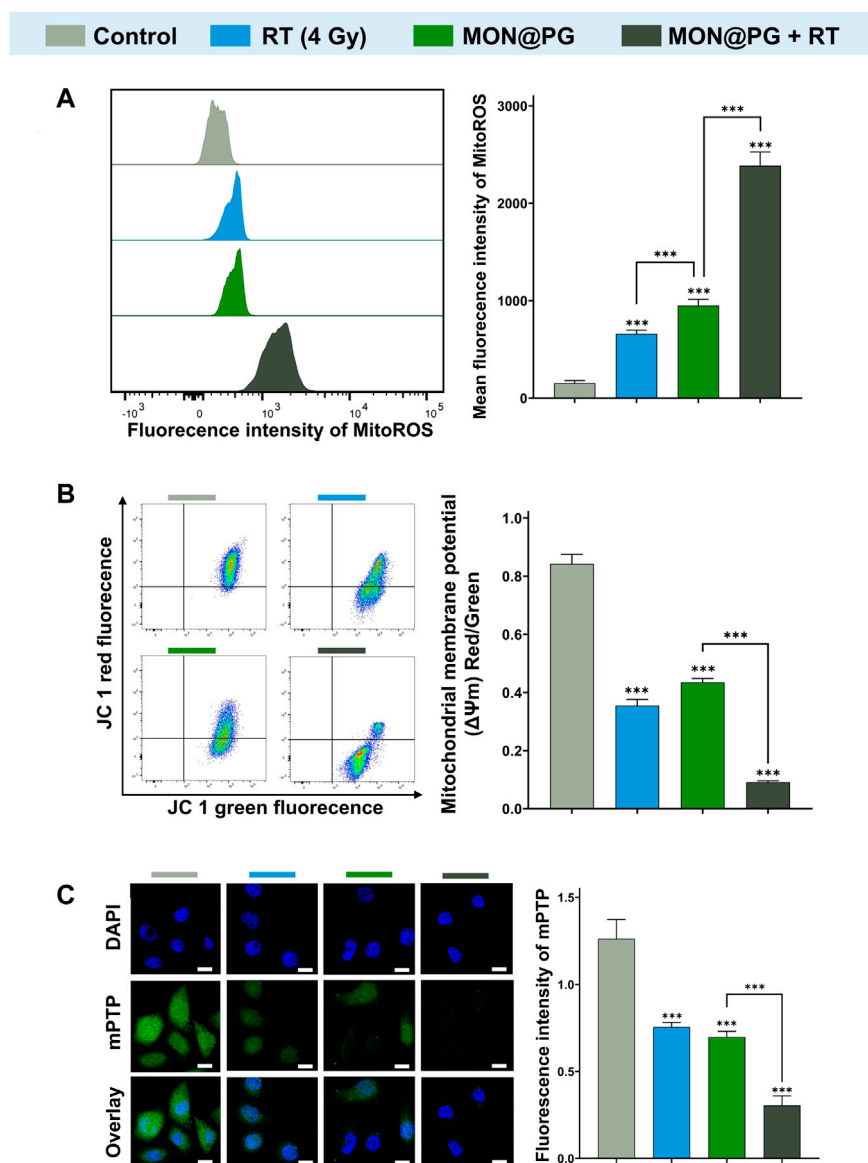 Control RT (4 Gy) MON@PG MON@PG + RT
A
-10³ 0 10³ 10⁴ 10⁵
Fluorecence intensity of MitoROS
Mean fluorecence intensity of MitoROS
3000
2000
1000
0
***
***
***
***
***
B
JC 1 red fluorecence
JC 1 green fluorecence
Mitochondrial membrane potential
(ΔΨm) Red/Green
1.0
0.8
0.6
0.4
0.2
0.0
***
***
***
***
C
DAPI
mPTP
Overlay
Fluorescence intensity of mPTP
1.5
1.0
0.5
0.0
***
***
***
***